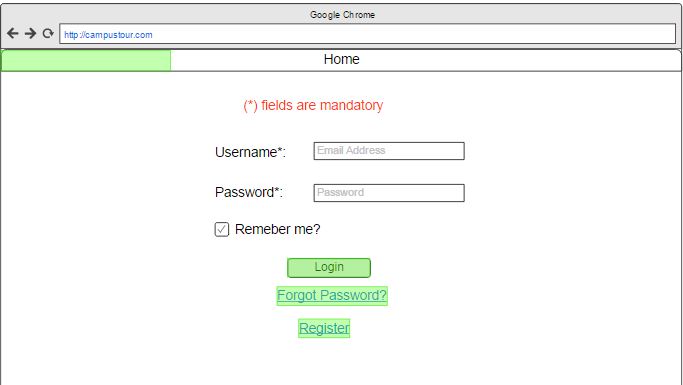 Google Chrome
http://campustour.com
Home
(*) fields are mandatory
Username*: Email Address
Password*: Password
Remeber me?
Login
Forgot Password?
Register